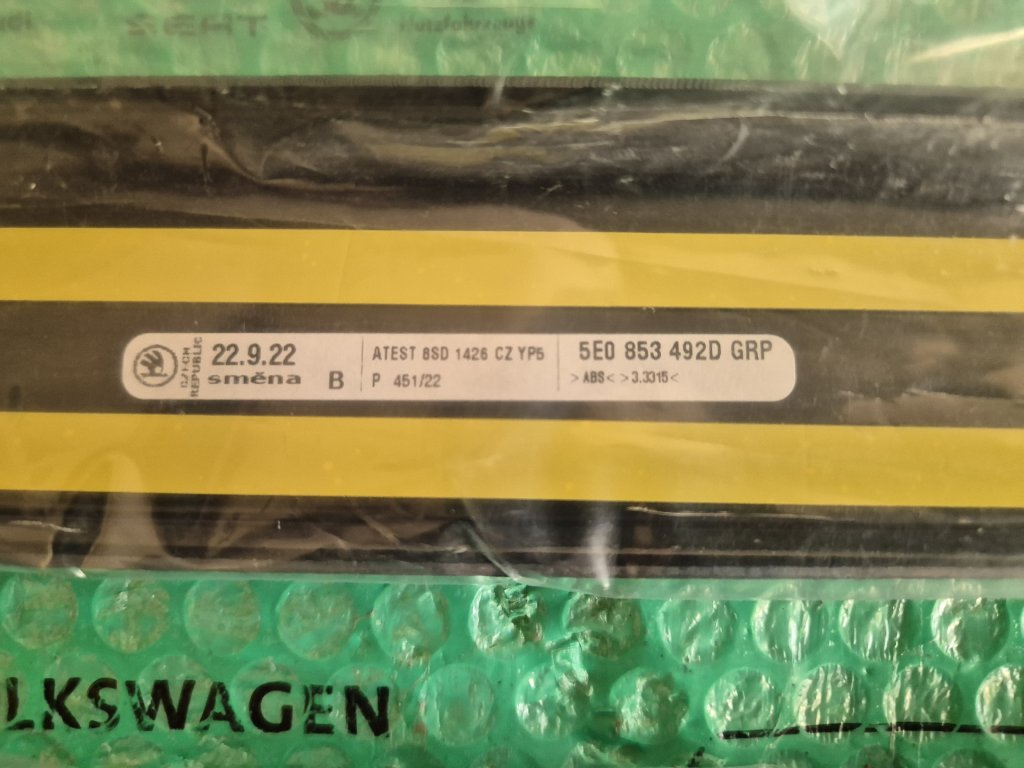 CZECH
REPUBLIC
22.9.22
směna B
ATEST 8SD 1426 CZ YP5
P 451/22
5E0 853 492D GRP
>ABS< >3.3315<
LKSWAGEN